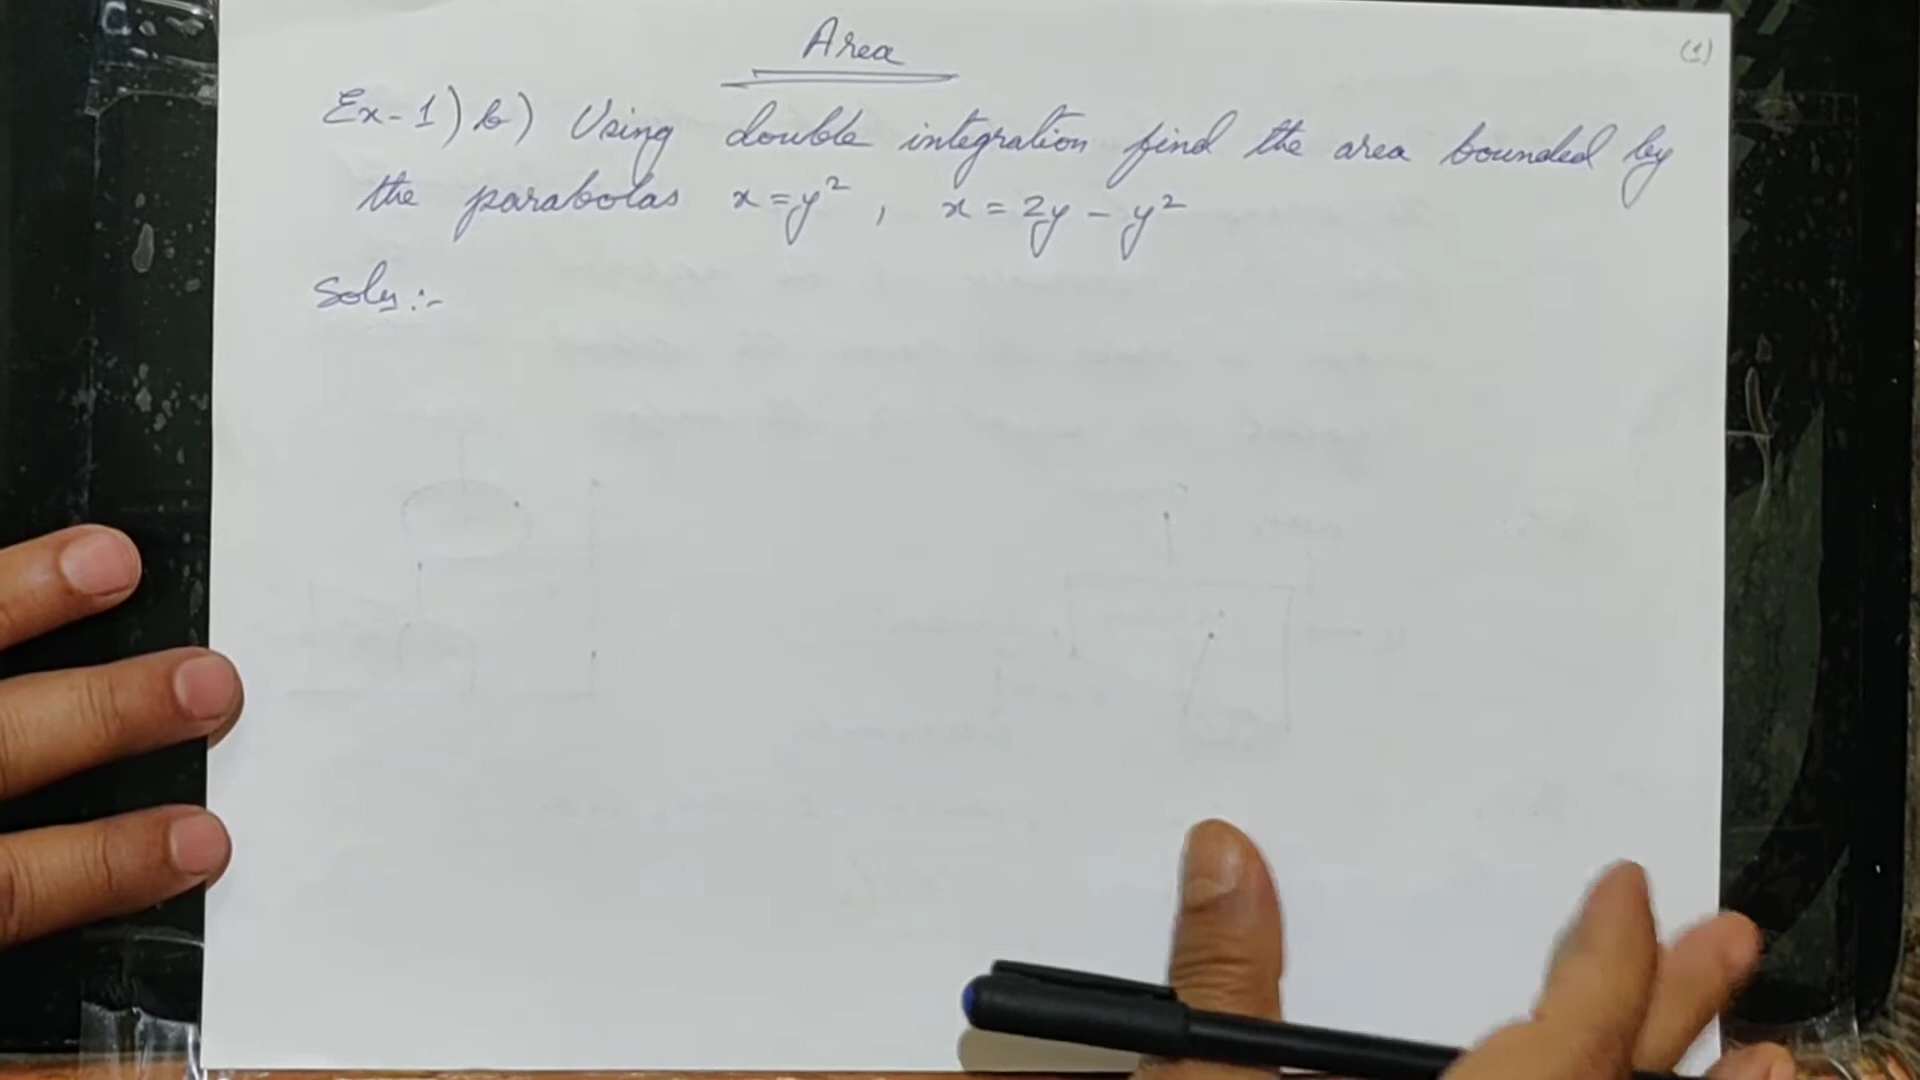 Area
(1)
Ex-1) b) Using double integration find the area bounded by
the parabolas x = y², x = 2y - y²
Soln :-